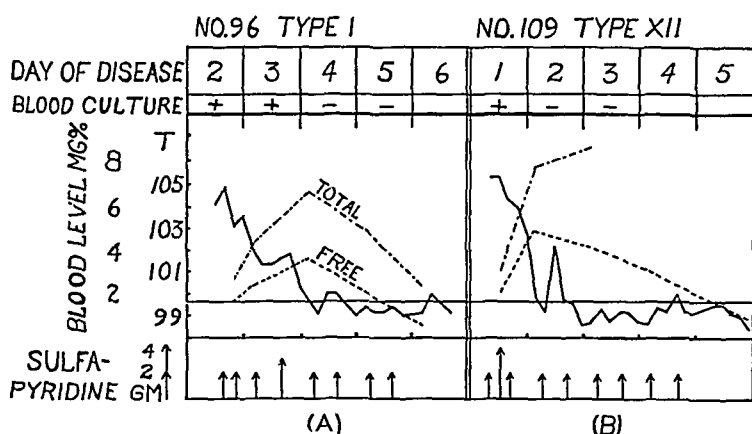 NO.96 TYPE I NO.109 TYPE XII
DAY OF DISEASE 2 3 4 5 6 1 2 3 4 5
BLOOD CULTURE + + - - + - -
BLOOD LEVEL MG%
T
8
105
6
103
4
101
2
99
TOTAL
FREE
SULFA- 4
PYRIDINE GM 2
(A) (B)